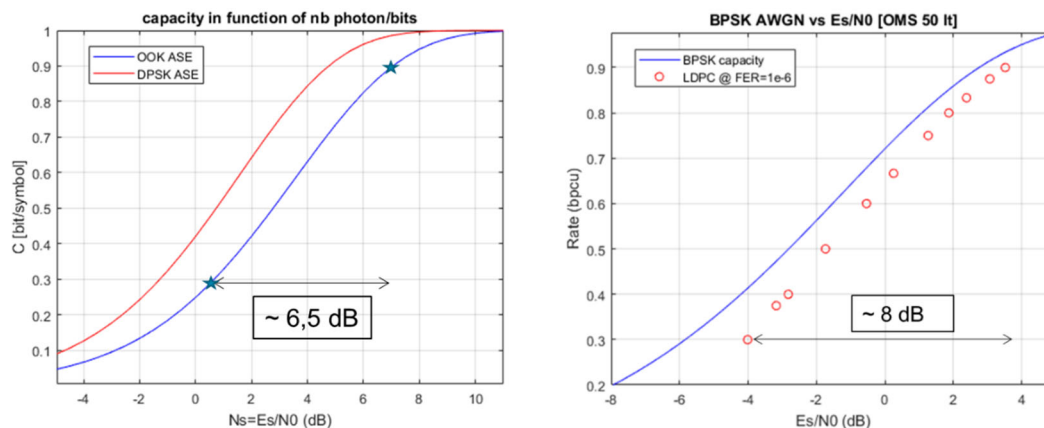 capacity in function of nb photon/bits
OOK ASE
DPSK ASE
1
0.9
0.8
0.7
0.6
0.5
0.4
0.3
0.2
0.1
C [bit/symbol]
~ 6,5 dB
-4
-2
0
2
4
6
8
10
Ns=Es/N0 (dB)
BPSK AWGN vs Es/N0 [OMS 50 lt]
BPSK capacity
LDPC @ FER=1e-6
0.9
0.8
0.7
0.6
0.5
0.4
0.3
0.2
Rate (bpcu)
~ 8 dB
-8
-6
-4
-2
0
2
4
Es/N0 (dB)